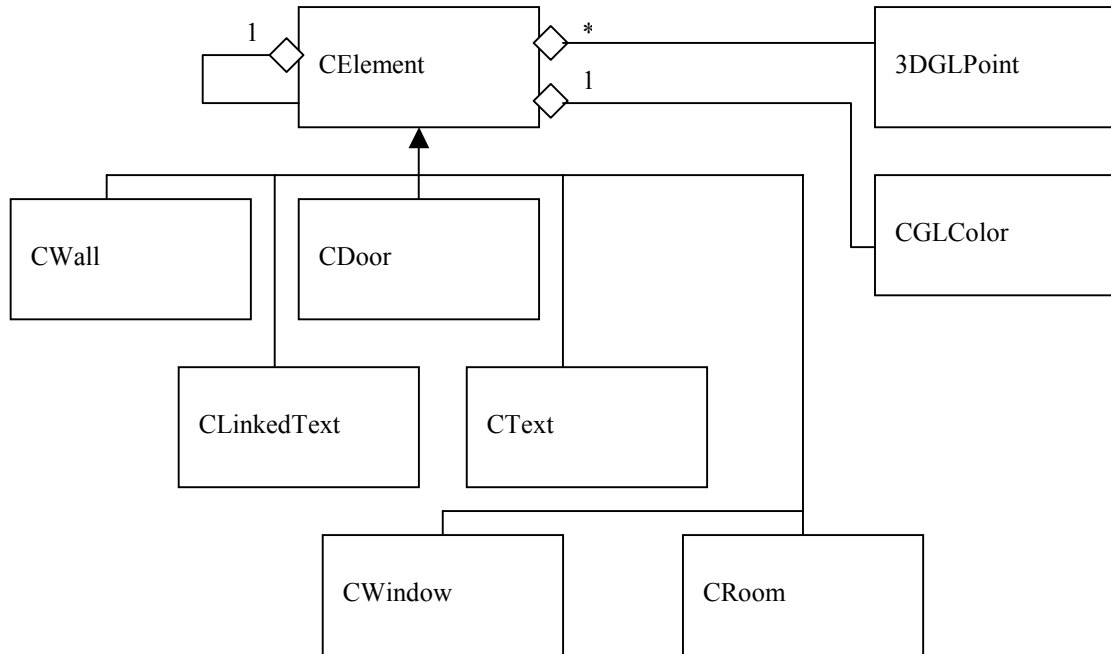 1
*
CElement
3DGLPoint
1
CWall
CDoor
CGLColor
CLinkedText
CText
CWindow
CRoom